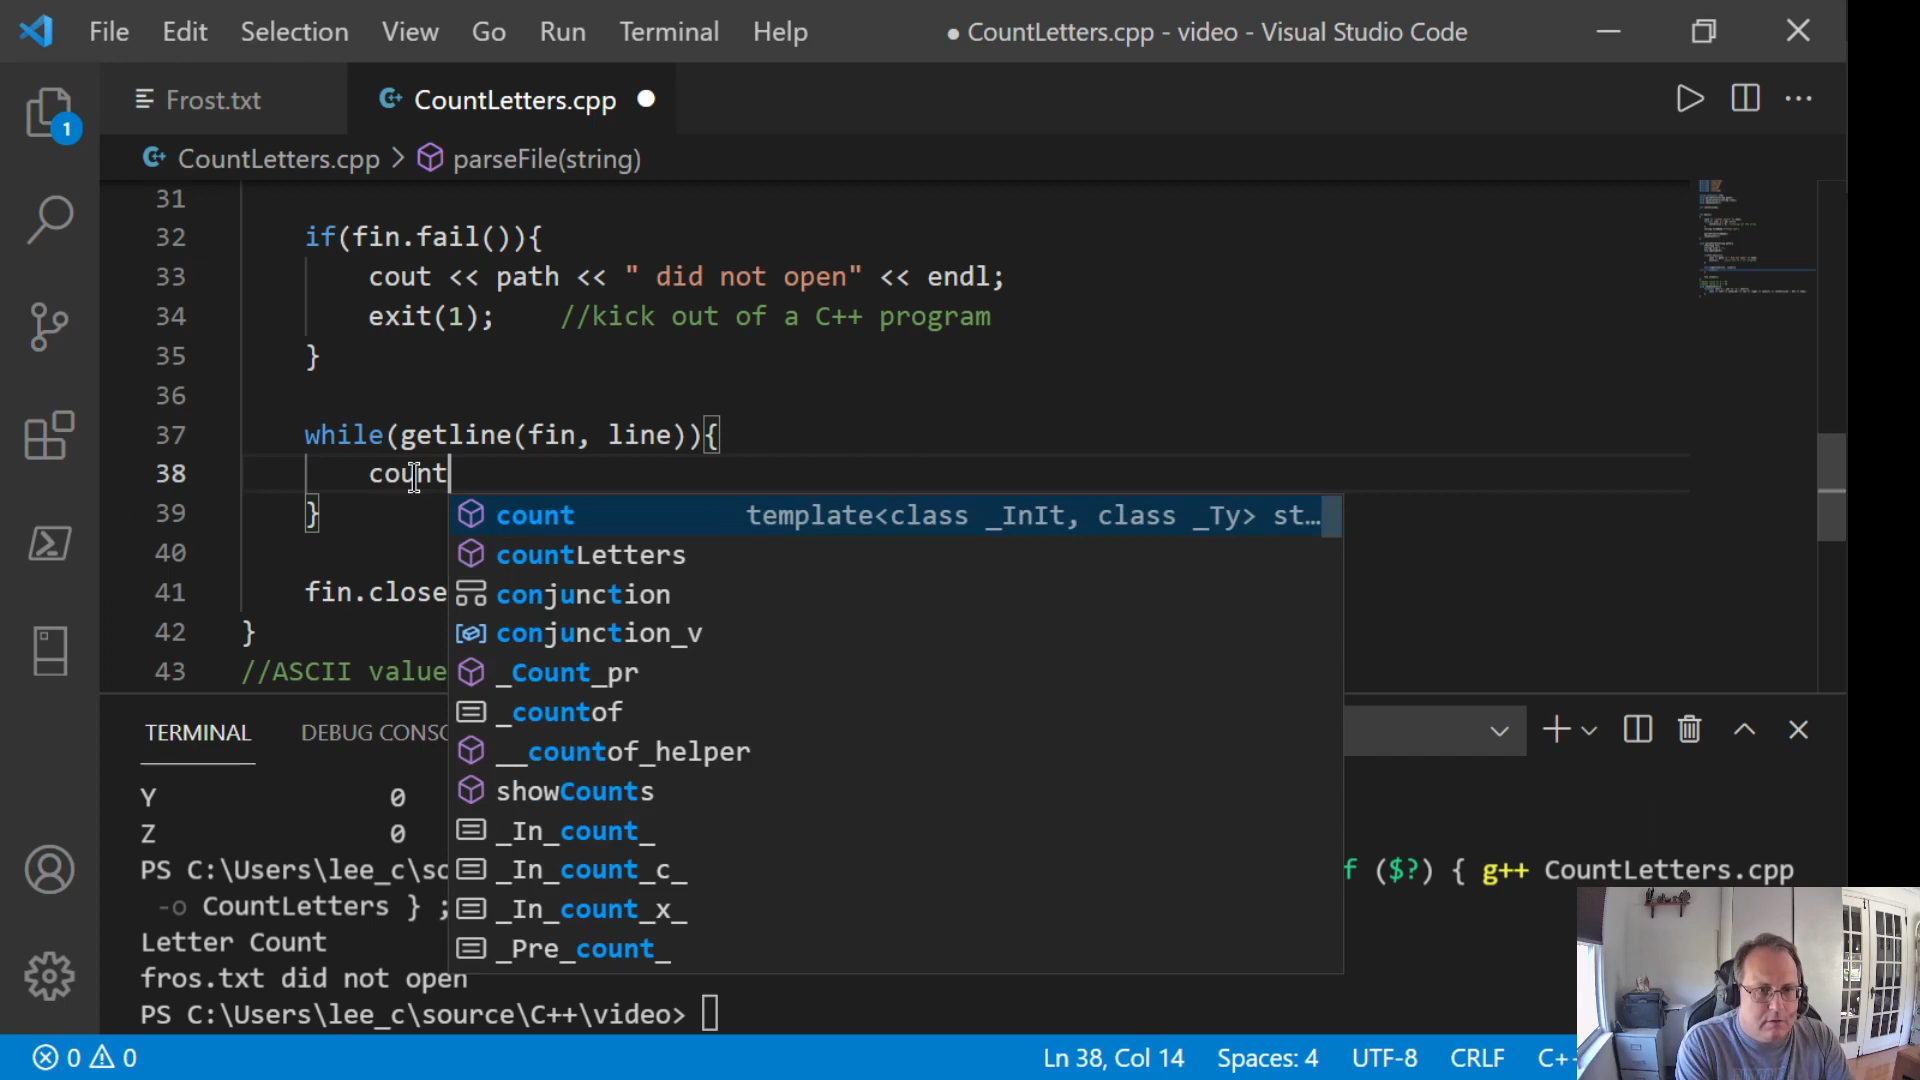 File Edit Selection View Go Run Terminal Help ● CountLetters.cpp - video - Visual Studio Code
Frost.txt CountLetters.cpp
1
CountLetters.cpp > parseFile(string)
31
32 if(fin.fail()){
33 cout << path << " did not open" << endl;
34 exit(1); //kick out of a C++ program
35 }
36
37 while(getline(fin, line)){
38 count
39 }
40
41 fin.close
42 }
43 //ASCII value
count template<class _InIt, class _Ty> st…
countLetters
conjunction
conjunction_v
_Count_pr
_countof
__countof_helper
showCounts
_In_count_
_In_count_c_
_In_count_x_
_Pre_count_
TERMINAL DEBUG CONSO
Y 0
Z 0
PS C:\Users\lee_c\so f ($?) { g++ CountLetters.cpp
-o CountLetters } ;
Letter Count
fros.txt did not open
PS C:\Users\lee_c\source\C++\video>
0 0 Ln 38, Col 14 Spaces: 4 UTF-8 CRLF C++